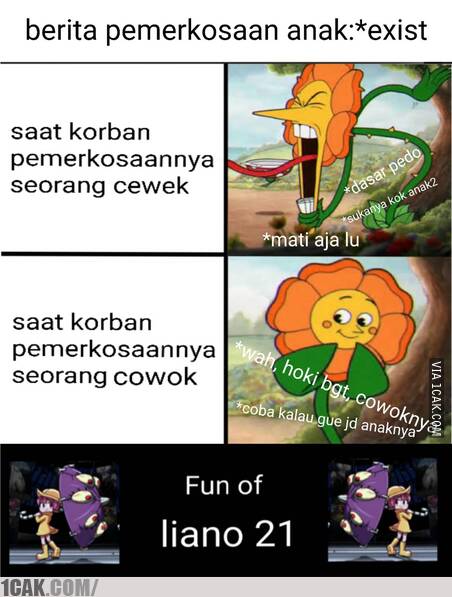 berita pemerkosaan anak:*exist
saat korban
pemerkosaannya
seorang cewek
*dasar pedo
*sukanya kok anak2
*mati aja lu
saat korban
pemerkosaannya
seorang cowok
*wah, hoki bgt, cowoknya
*coba kalau gue jd anaknya
VIA 1CAK.COM
Fun of
liano 21
1CAK.COM/